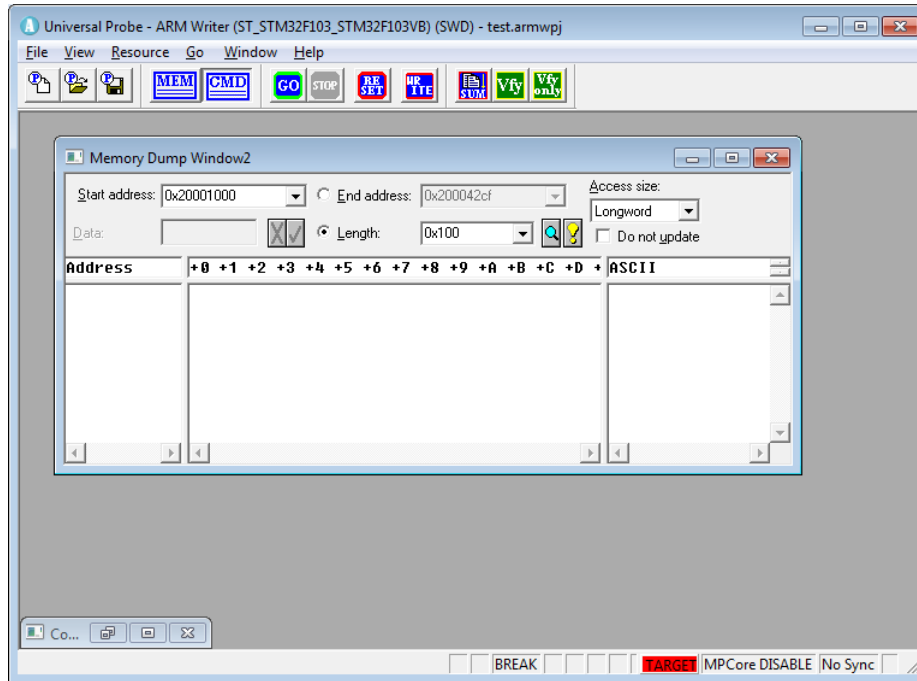 Universal Probe - ARM Writer (ST_STM32F103_STM32F103VB) (SWD) - test.armwpj
File View Resource Go Window Help
MEM CMD GO STOP RE SET WR ITE SUM Vfy Vfy only
Memory Dump Window2
Start address: 0x20001000 End address: 0x200042cf Access size:
Longword
Data: Length: 0x100 Do not update
Address +0 +1 +2 +3 +4 +5 +6 +7 +8 +9 +A +B +C +D + ASCII
Co...
BREAK TARGET MPCore DISABLE No Sync